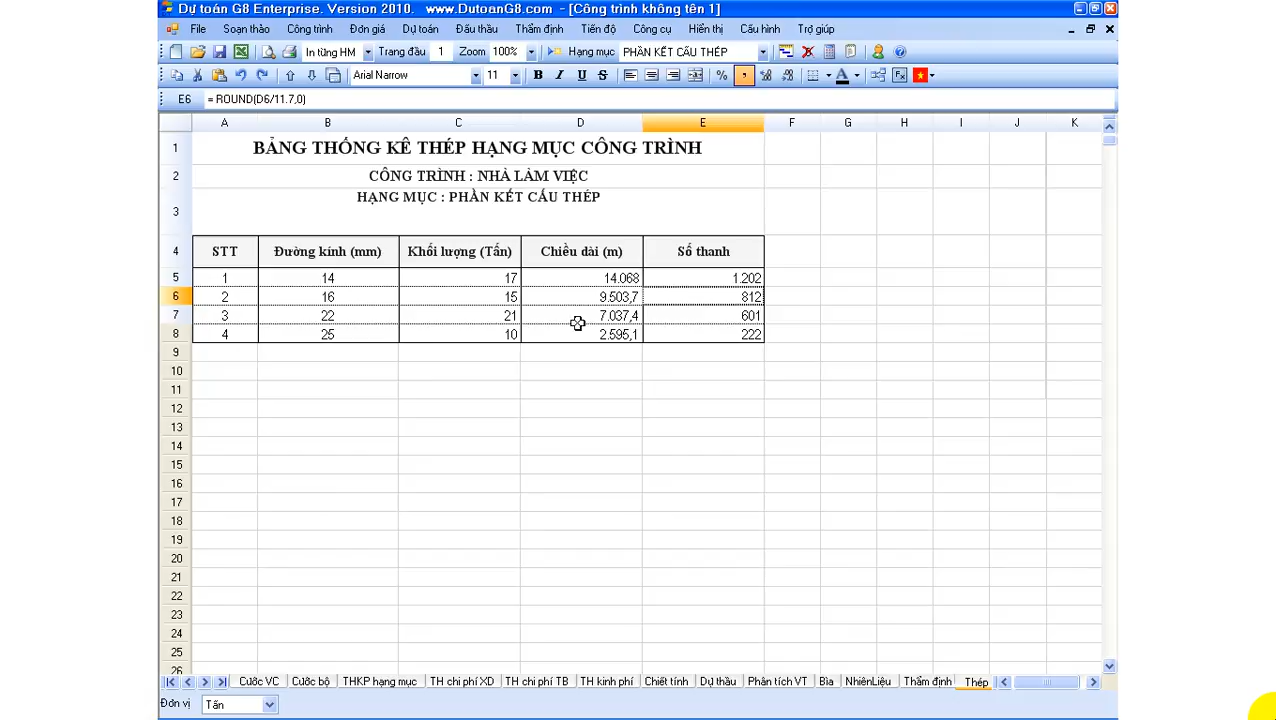 Dự toán G8 Enterprise. Version 2010. www.DutoanG8.com - [Công trình không tên 1]
File Soạn thảo Công trình Đơn giá Dự toán Đấu thầu Thẩm định Tiến độ Công cụ Hiển thị Cấu hình Trợ giúp
In từng HM Trang đầu 1 Zoom 100% Hạng mục PHẦN KẾT CẤU THÉP
Arial Narrow 11 B I U S % , A Fx
E6 = ROUND(D6/11.7,0)
A B C D E F G H I J K
1 BẢNG THỐNG KÊ THÉP HẠNG MỤC CÔNG TRÌNH
2 CÔNG TRÌNH : NHÀ LÀM VIỆC
3 HẠNG MỤC : PHẦN KẾT CẤU THÉP
4 STT Đường kính (mm) Khối lượng (Tấn) Chiều dài (m) Số thanh
5 1 14 17 14.068 1.202
6 2 16 15 9.503,7 812
7 3 22 21 7.037,4 601
8 4 25 10 2.595,1 222
9
10
11
12
13
14
15
16
17
18
19
20
21
22
23
24
25
26
Cước VC Cước bộ THKP hạng mục TH chi phí XD TH chi phí TB TH kinh phí Chiết tính Dự thầu Phân tích VT Bìa NhiênLiệu Thẩm định Thép
Đơn vị Tấn